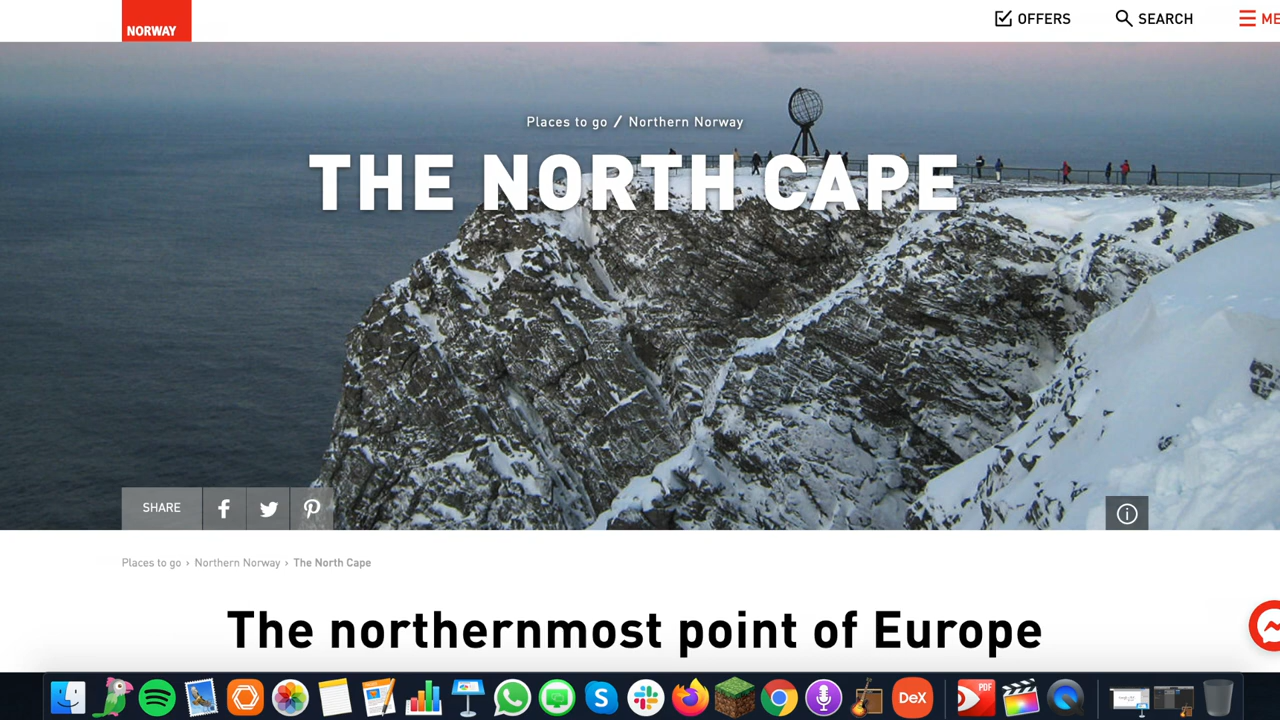 NORWAY
OFFERS
SEARCH
ME
Places to go / Northern Norway
THE NORTH CAPE
SHARE
Places to go › Northern Norway › The North Cape
The northernmost point of Europe
DeX
PDF